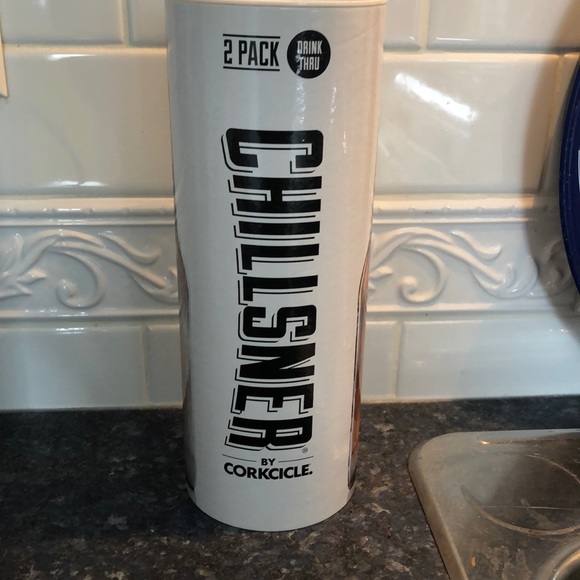 2 PACK
DRINK
THRU
CHILLSNER®
BY
CORKCICLE.